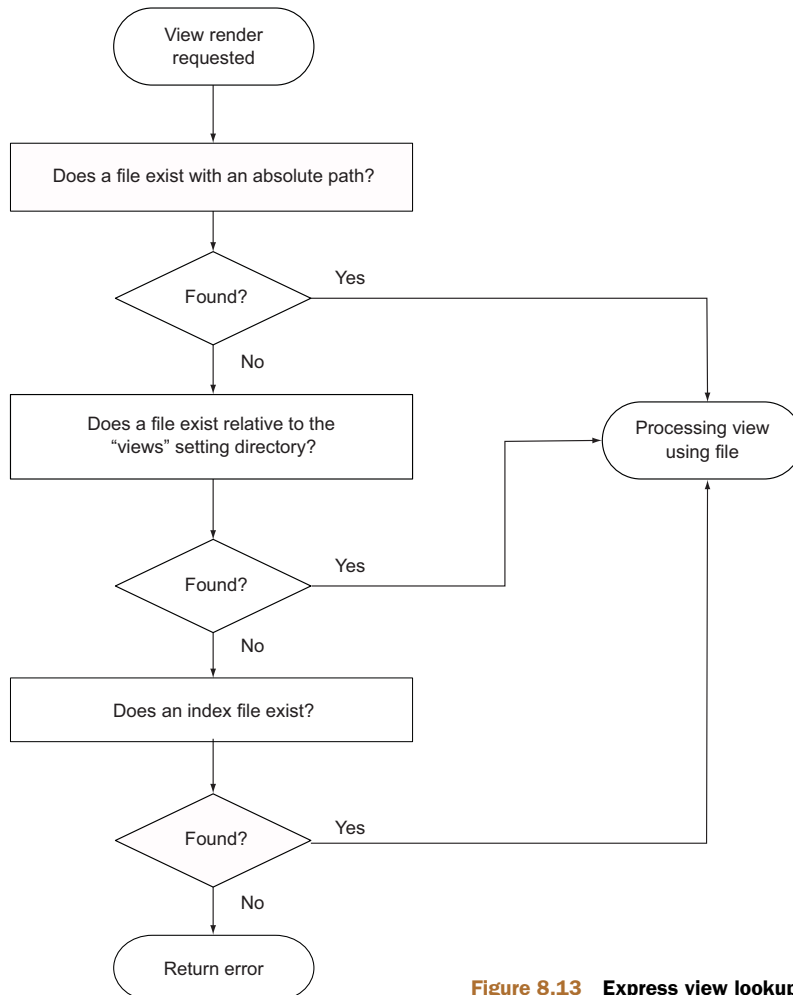 View render
requested
Does a file exist with an absolute path?
Found?
Yes
No
Does a file exist relative to the
“views” setting directory?
Processing view
using file
Found?
Yes
No
Does an index file exist?
Found?
Yes
No
Return error
Figure 8.13 Express view lookup